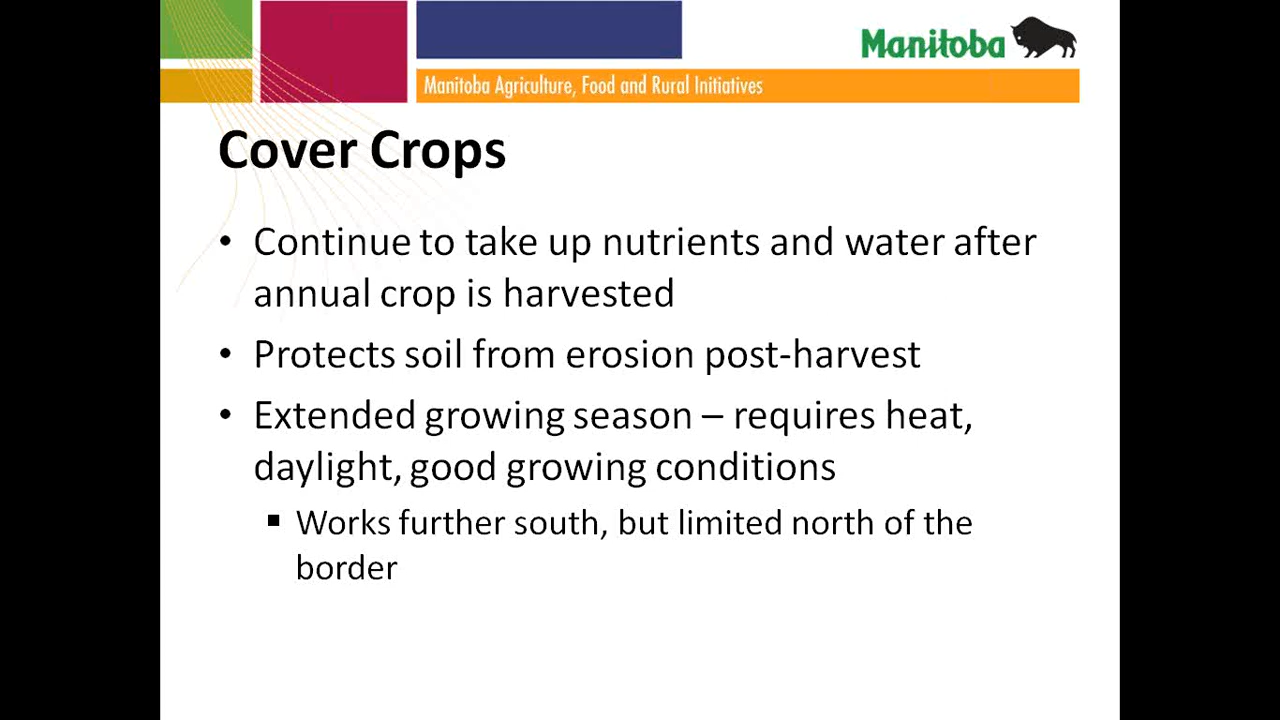 Manitoba
Manitoba Agriculture, Food and Rural Initiatives
Cover Crops
• Continue to take up nutrients and water after
annual crop is harvested
• Protects soil from erosion post-harvest
• Extended growing season – requires heat,
daylight, good growing conditions
▪ Works further south, but limited north of the
border